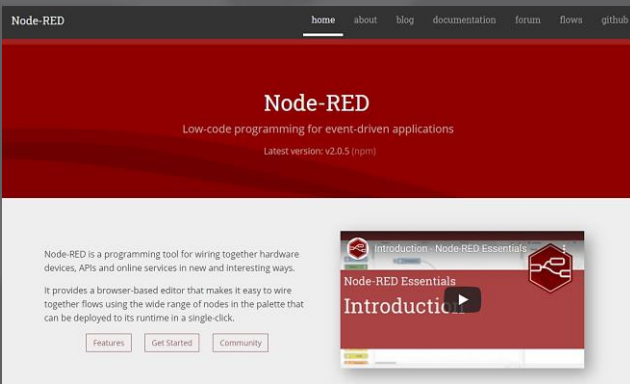 Node-RED
home about blog documentation forum flows github
Node-RED
Low-code programming for event-driven applications
Latest version: v2.0.5 (npm)
Node-RED is a programming tool for wiring together hardware
devices, APIs and online services in new and interesting ways.
It provides a browser-based editor that makes it easy to wire
together flows using the wide range of nodes in the palette that
can be deployed to its runtime in a single-click.
Features Get Started Community
Introduction - Node-RED Essentials
Node-RED Essentials
Introduction